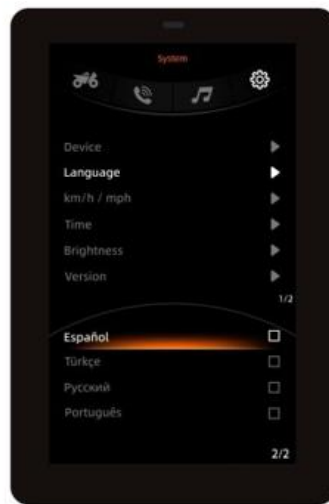 System
Device
Language
km/h / mph
Time
Brightness
Version
1/2
Español
Türkçe
Русский
Português
2/2